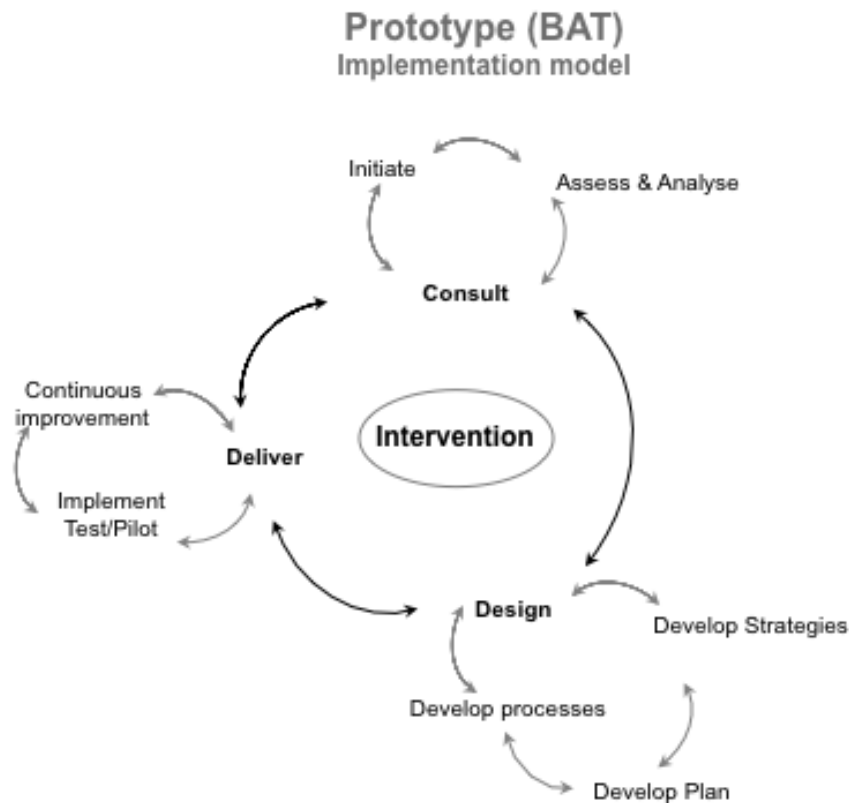 Prototype (BAT)
Implementation model
Initiate
Assess & Analyse
Consult
Continuous
improvement
Intervention
Deliver
Implement
Test/Pilot
Design
Develop Strategies
Develop processes
Develop Plan